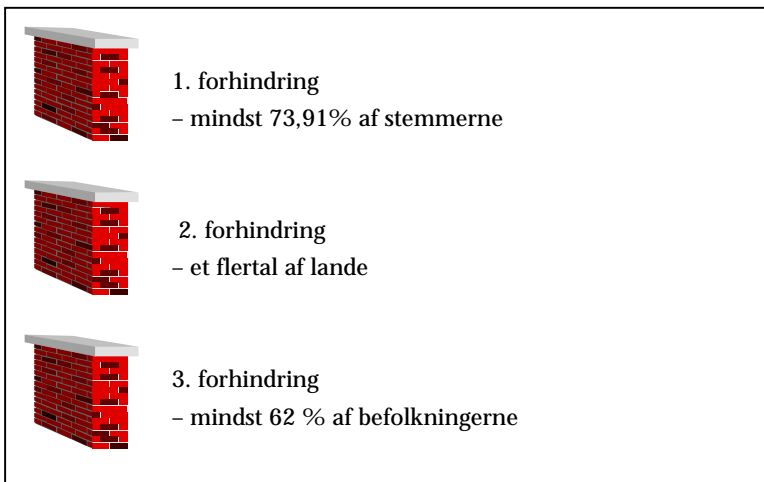 1. forhindring
– mindst 73,91% af stemmerne
2. forhindring
– et flertal af lande
3. forhindring
– mindst 62 % af befolkningerne